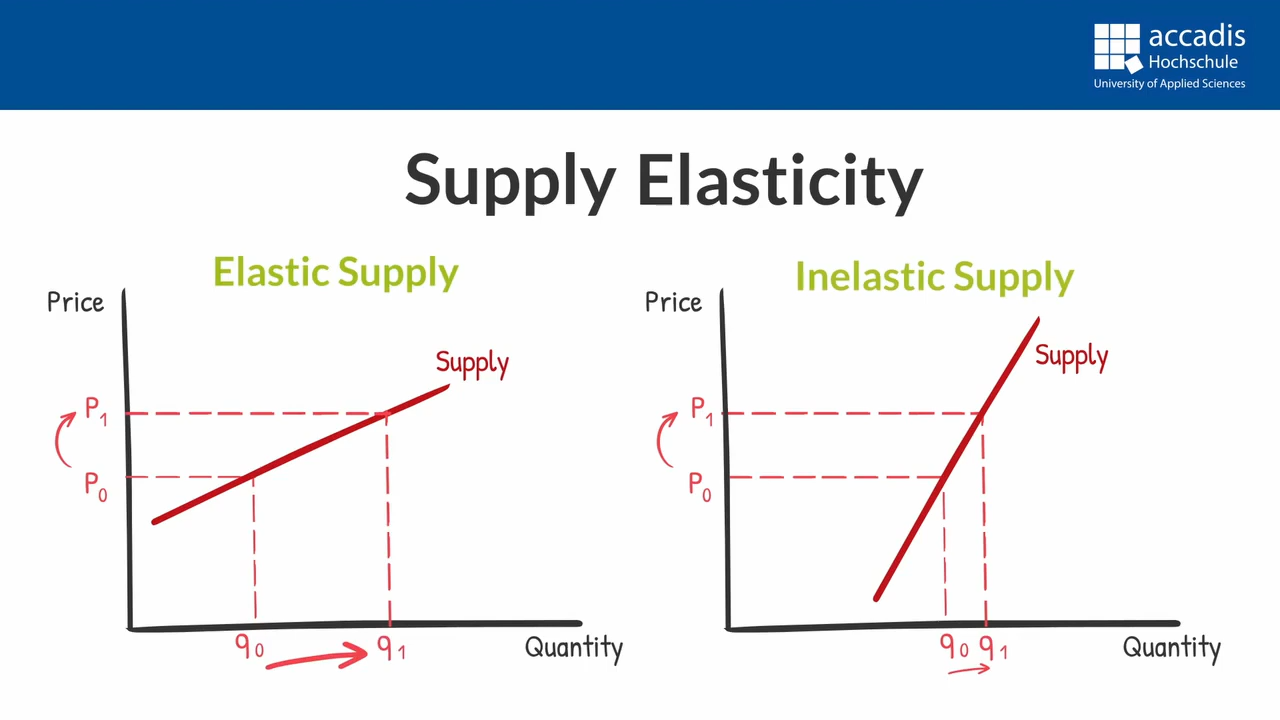 accadis
Hochschule
University of Applied Sciences
Supply Elasticity
Elastic Supply
Price
Supply
P1
P0
q0
q1
Quantity
Inelastic Supply
Price
Supply
P1
P0
q0
q1
Quantity